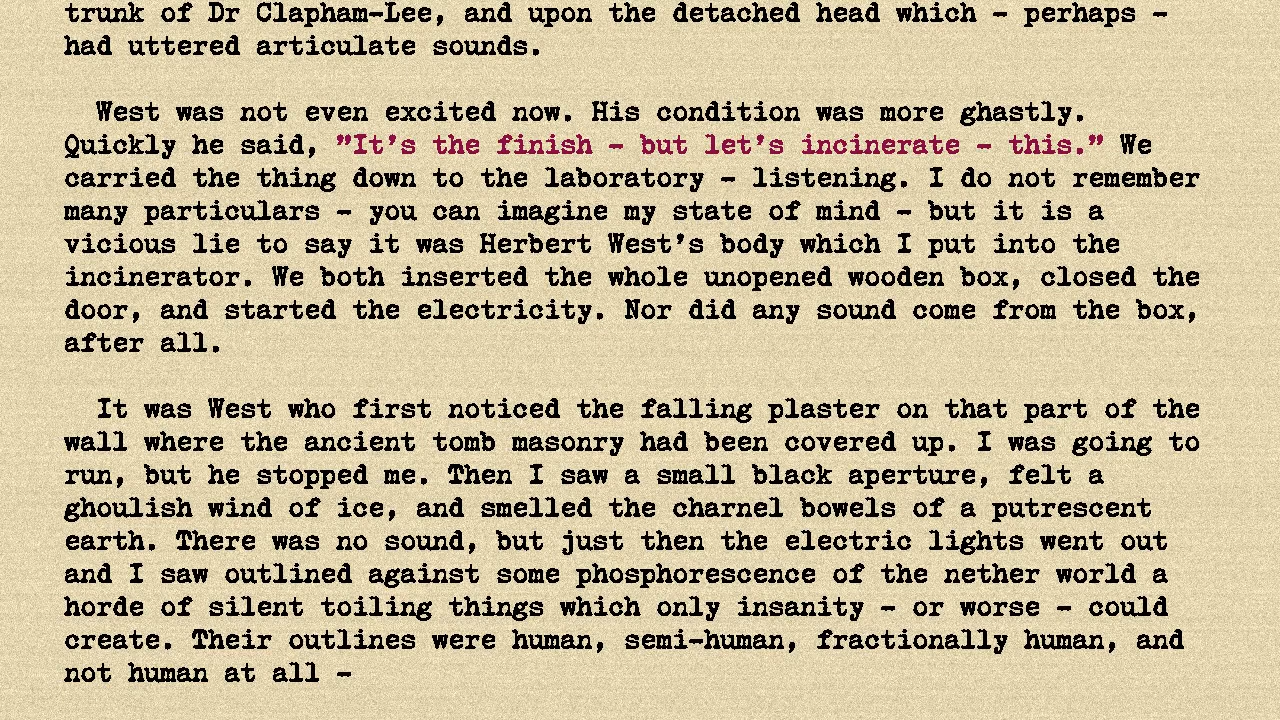 trunk of Dr Clapham-Lee, and upon the detached head which - perhaps -
had uttered articulate sounds.
West was not even excited now. His condition was more ghastly.
Quickly he said, ”It’s the finish - but let’s incinerate - this.” We
carried the thing down to the laboratory - listening. I do not remember
many particulars - you can imagine my state of mind - but it is a
vicious lie to say it was Herbert West’s body which I put into the
incinerator. We both inserted the whole unopened wooden box, closed the
door, and started the electricity. Nor did any sound come from the box,
after all.
It was West who first noticed the falling plaster on that part of the
wall where the ancient tomb masonry had been covered up. I was going to
run, but he stopped me. Then I saw a small black aperture, felt a
ghoulish wind of ice, and smelled the charnel bowels of a putrescent
earth. There was no sound, but just then the electric lights went out
and I saw outlined against some phosphorescence of the nether world a
horde of silent toiling things which only insanity - or worse - could
create. Their outlines were human, semi-human, fractionally human, and
not human at all -